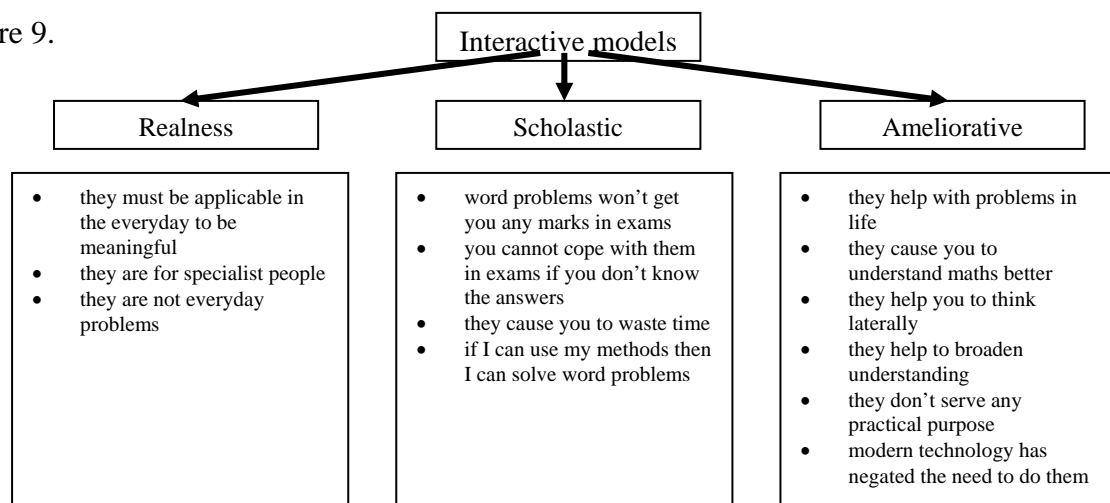 re 9.
Interactive models
Realness
Scholastic
Ameliorative
• they must be applicable in
the everyday to be
meaningful
• they are for specialist people
• they are not everyday
problems
• word problems won’t get
you any marks in exams
• you cannot cope with them
in exams if you don’t know
the answers
• they cause you to waste time
• if I can use my methods then
I can solve word problems
• they help with problems in
life
• they cause you to
understand maths better
• they help you to think
laterally
• they help to broaden
understanding
• they don’t serve any
practical purpose
• modern technology has
negated the need to do them